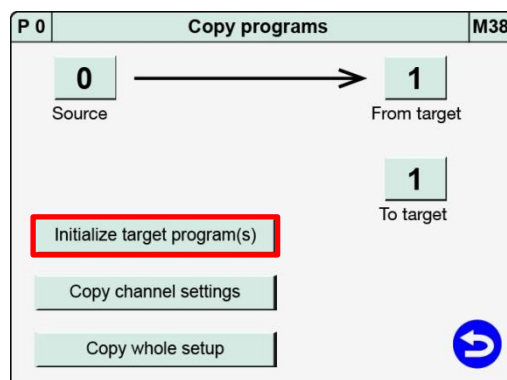 P 0 Copy programs M38
0 1
Source From target
1
To target
Initialize target program(s)
Copy channel settings
Copy whole setup